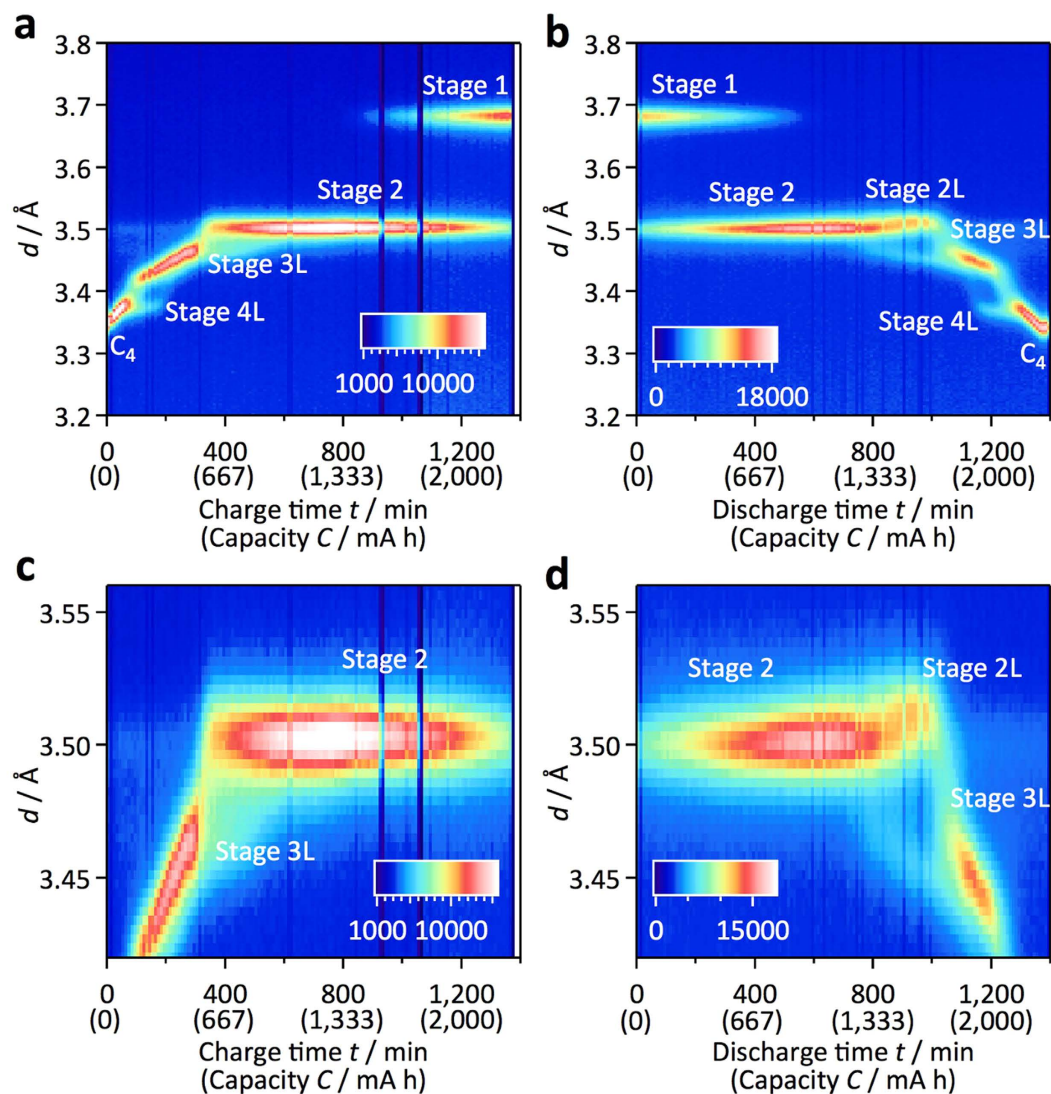 a
3.8
3.7
3.6
3.5
3.4
3.3
3.2
d / Å
Stage 1
Stage 2
Stage 3L
Stage 4L
C4
1000 10000
0 400 800 1,200
(0) (667) (1,333) (2,000)
Charge time t / min
(Capacity C / mA h)
b
3.8
3.7
3.6
3.5
3.4
3.3
3.2
d / Å
Stage 1
Stage 2
Stage 2L
Stage 3L
Stage 4L
C4
0 18000
0 400 800 1,200
(0) (667) (1,333) (2,000)
Discharge time t / min
(Capacity C / mA h)
c
3.55
3.50
3.45
d / Å
Stage 2
Stage 3L
1000 10000
0 400 800 1,200
(0) (667) (1,333) (2,000)
Charge time t / min
(Capacity C / mA h)
d
3.55
3.50
3.45
d / Å
Stage 2
Stage 2L
Stage 3L
0 15000
0 400 800 1,200
(0) (667) (1,333) (2,000)
Discharge time t / min
(Capacity C / mA h)